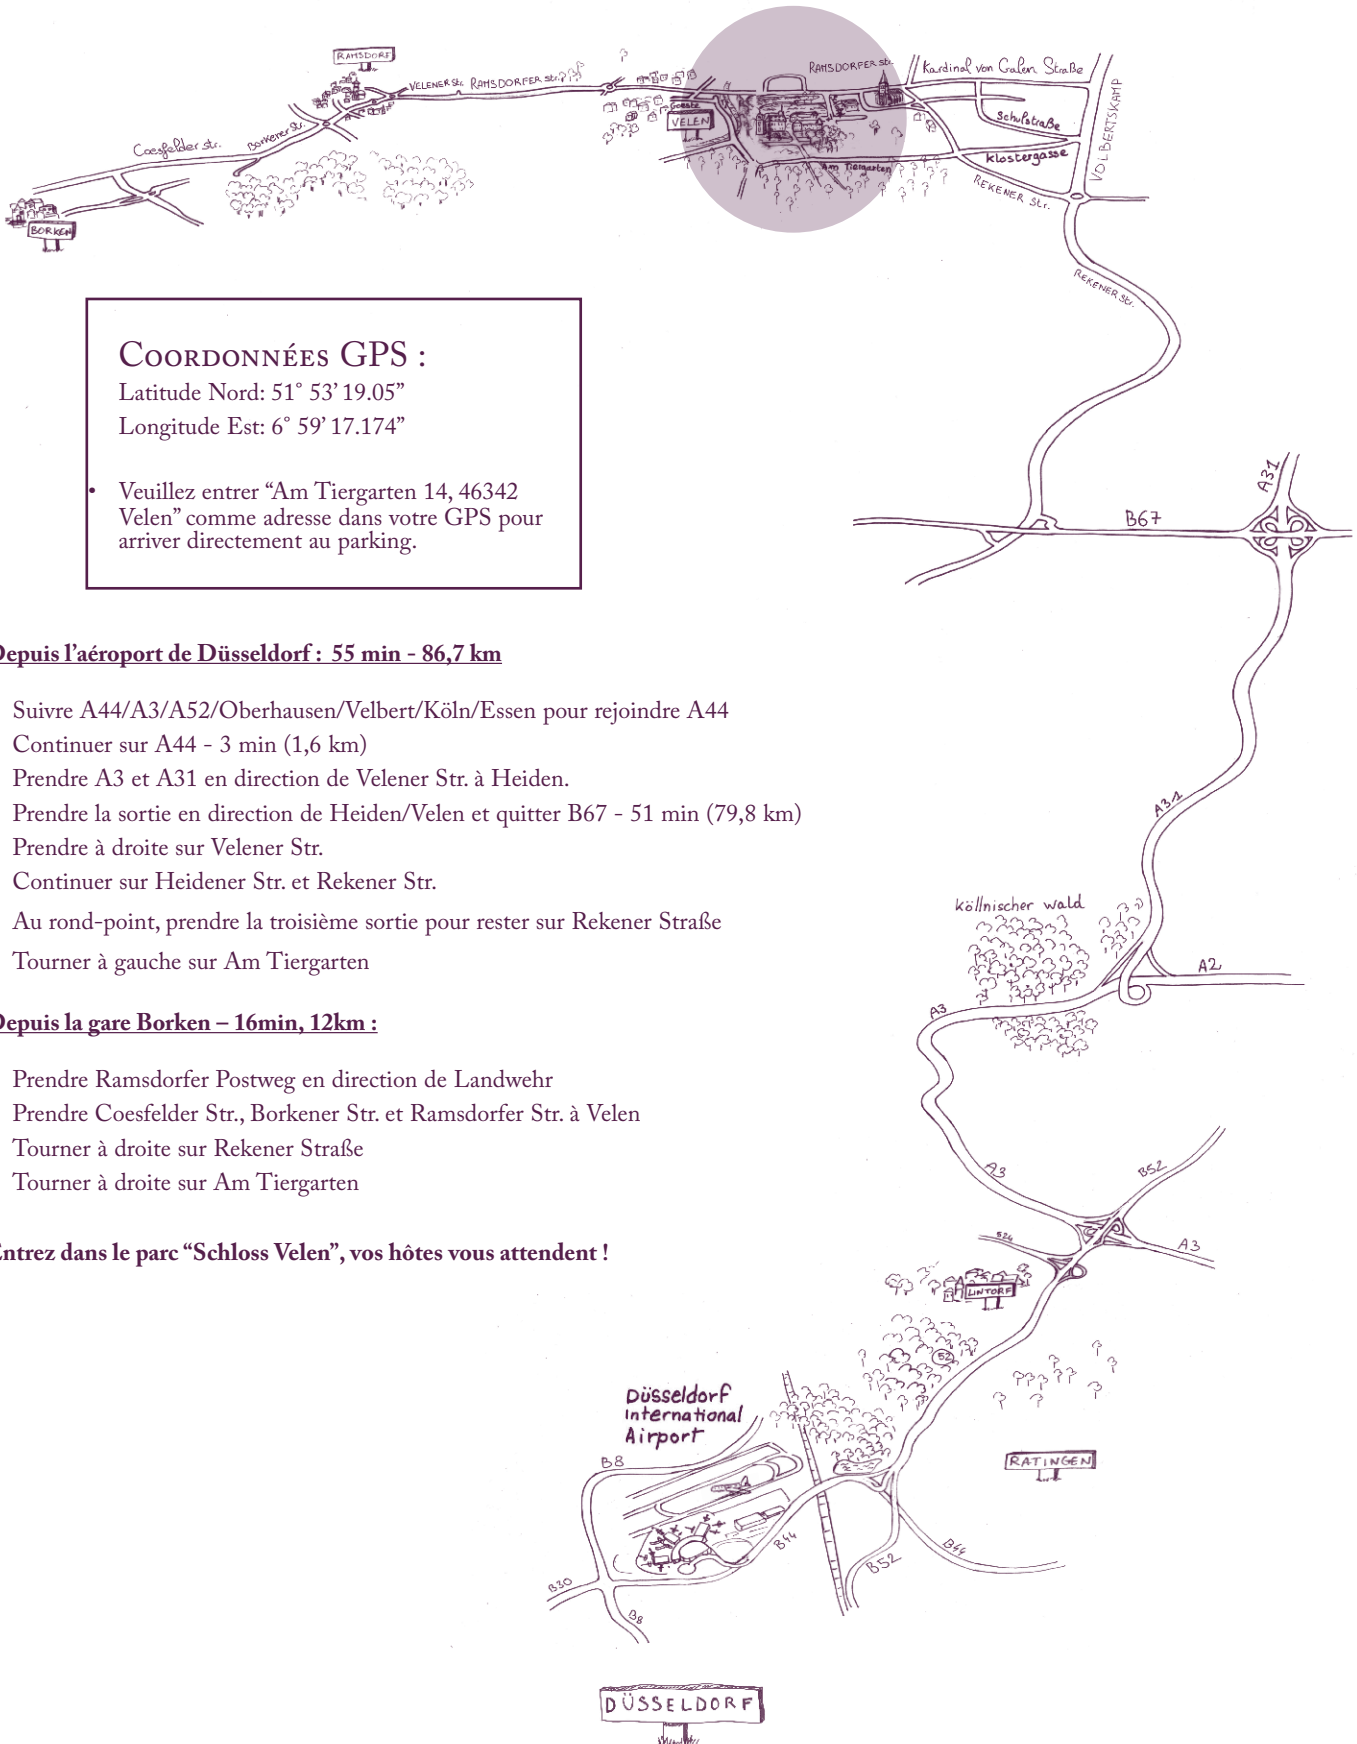 RAMSDORF
VELENER Str. RAMSDORFER Str.
RAMSDORFER Str.
Kardinal von Galen Straße
Coesfelder str.
Borkener Str.
Goeste
VELEN
Schulstraße
VOLBERTSKAMP
Klostergasse
Am Tiergarten
REKENER Str.
BORKEN
REKENER Str.
COORDONNÉES GPS :
Latitude Nord: 51° 53’ 19.05”
Longitude Est: 6° 59’ 17.174”
• Veuillez entrer “Am Tiergarten 14, 46342
Velen” comme adresse dans votre GPS pour
arriver directement au parking.
A31
B67
Depuis l’aéroport de Düsseldorf : 55 min - 86,7 km
Suivre A44/A3/A52/Oberhausen/Velbert/Köln/Essen pour rejoindre A44
Continuer sur A44 - 3 min (1,6 km)
Prendre A3 et A31 en direction de Velener Str. à Heiden.
Prendre la sortie en direction de Heiden/Velen et quitter B67 - 51 min (79,8 km)
Prendre à droite sur Velener Str.
Continuer sur Heidener Str. et Rekener Str.
Au rond-point, prendre la troisième sortie pour rester sur Rekener Straße
Tourner à gauche sur Am Tiergarten
A31
köllnischer wald
A2
A3
Depuis la gare Borken – 16min, 12km :
Prendre Ramsdorfer Postweg en direction de Landwehr
Prendre Coesfelder Str., Borkener Str. et Ramsdorfer Str. à Velen
Tourner à droite sur Rekener Straße
Tourner à droite sur Am Tiergarten
Entrez dans le parc “Schloss Velen”, vos hôtes vous attendent !
A3
B52
524
A3
LINTORF
52
Düsseldorf
international
Airport
RATINGEN
B8
B44
B52
B44
B30
B8
DÜSSELDORF